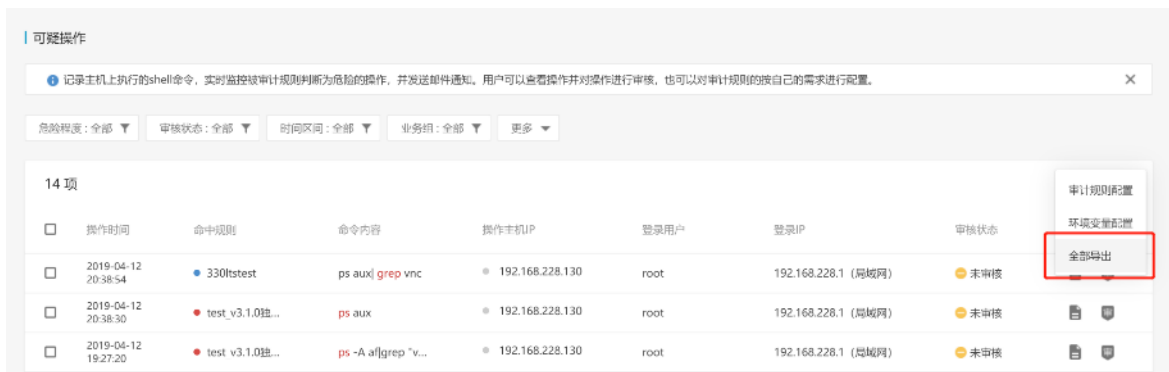 可疑操作
记录主机上执行的shell命令，实时监控被审计规则判断为危险的操作，并发送邮件通知。用户可以查看操作并对操作进行审核，也可以对审计规则的按自己的需求进行配置。
危险程度：全部 审核状态：全部 时间区间：全部 业务组：全部 更多
14 项
审计规则配置
环境变量配置
全部导出
操作时间 命中规则 命令内容 操作主机IP 登录用户 登录IP 审核状态
2019-04-12
20:38:54
330ltstest ps aux| grep vnc 192.168.228.130 root 192.168.228.1（局域网） 未审核
2019-04-12
20:38:30
test_v3.1.0独... ps aux 192.168.228.130 root 192.168.228.1（局域网） 未审核
2019-04-12
19:27:20
test_v3.1.0独... ps -A af|grep "v... 192.168.228.130 root 192.168.228.1（局域网） 未审核